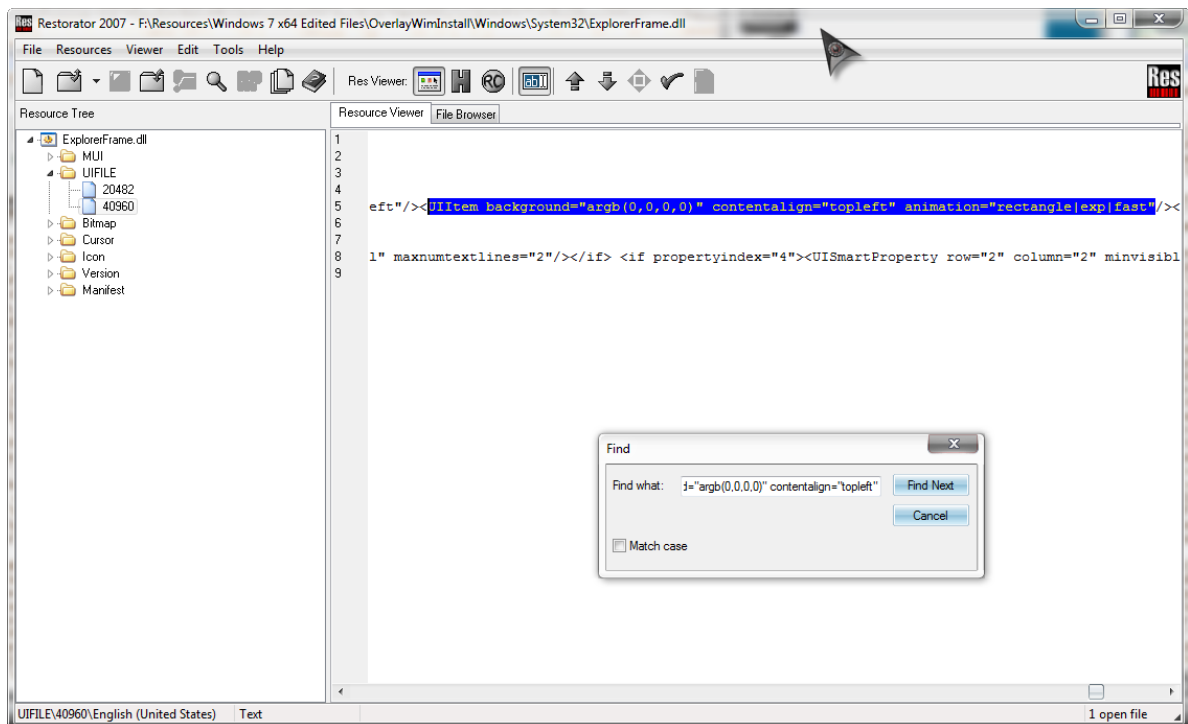 Res Restorator 2007 - F:\Resources\Windows 7 x64 Edited Files\OverlayWimInstall\Windows\System32\ExplorerFrame.dll
File Resources Viewer Edit Tools Help
Res Viewer: RC abI Res
Resource Tree
Resource Viewer File Browser
ExplorerFrame.dll
MUI
UIFILE
20482
40960
Bitmap
Cursor
Icon
Version
Manifest
1
2
3
4
5 eft"/><UIItem background="argb(0,0,0,0)" contentalign="topleft" animation="rectangle|exp|fast"/><
6
7
8 l" maxnumtextlines="2"/></if> <if propertyindex="4"><UISmartProperty row="2" column="2" minvisibl
9
Find
Find what: d="argb(0,0,0,0)" contentalign="topleft" Find Next
Cancel
Match case
UIFILE\40960\English (United States) Text 1 open file